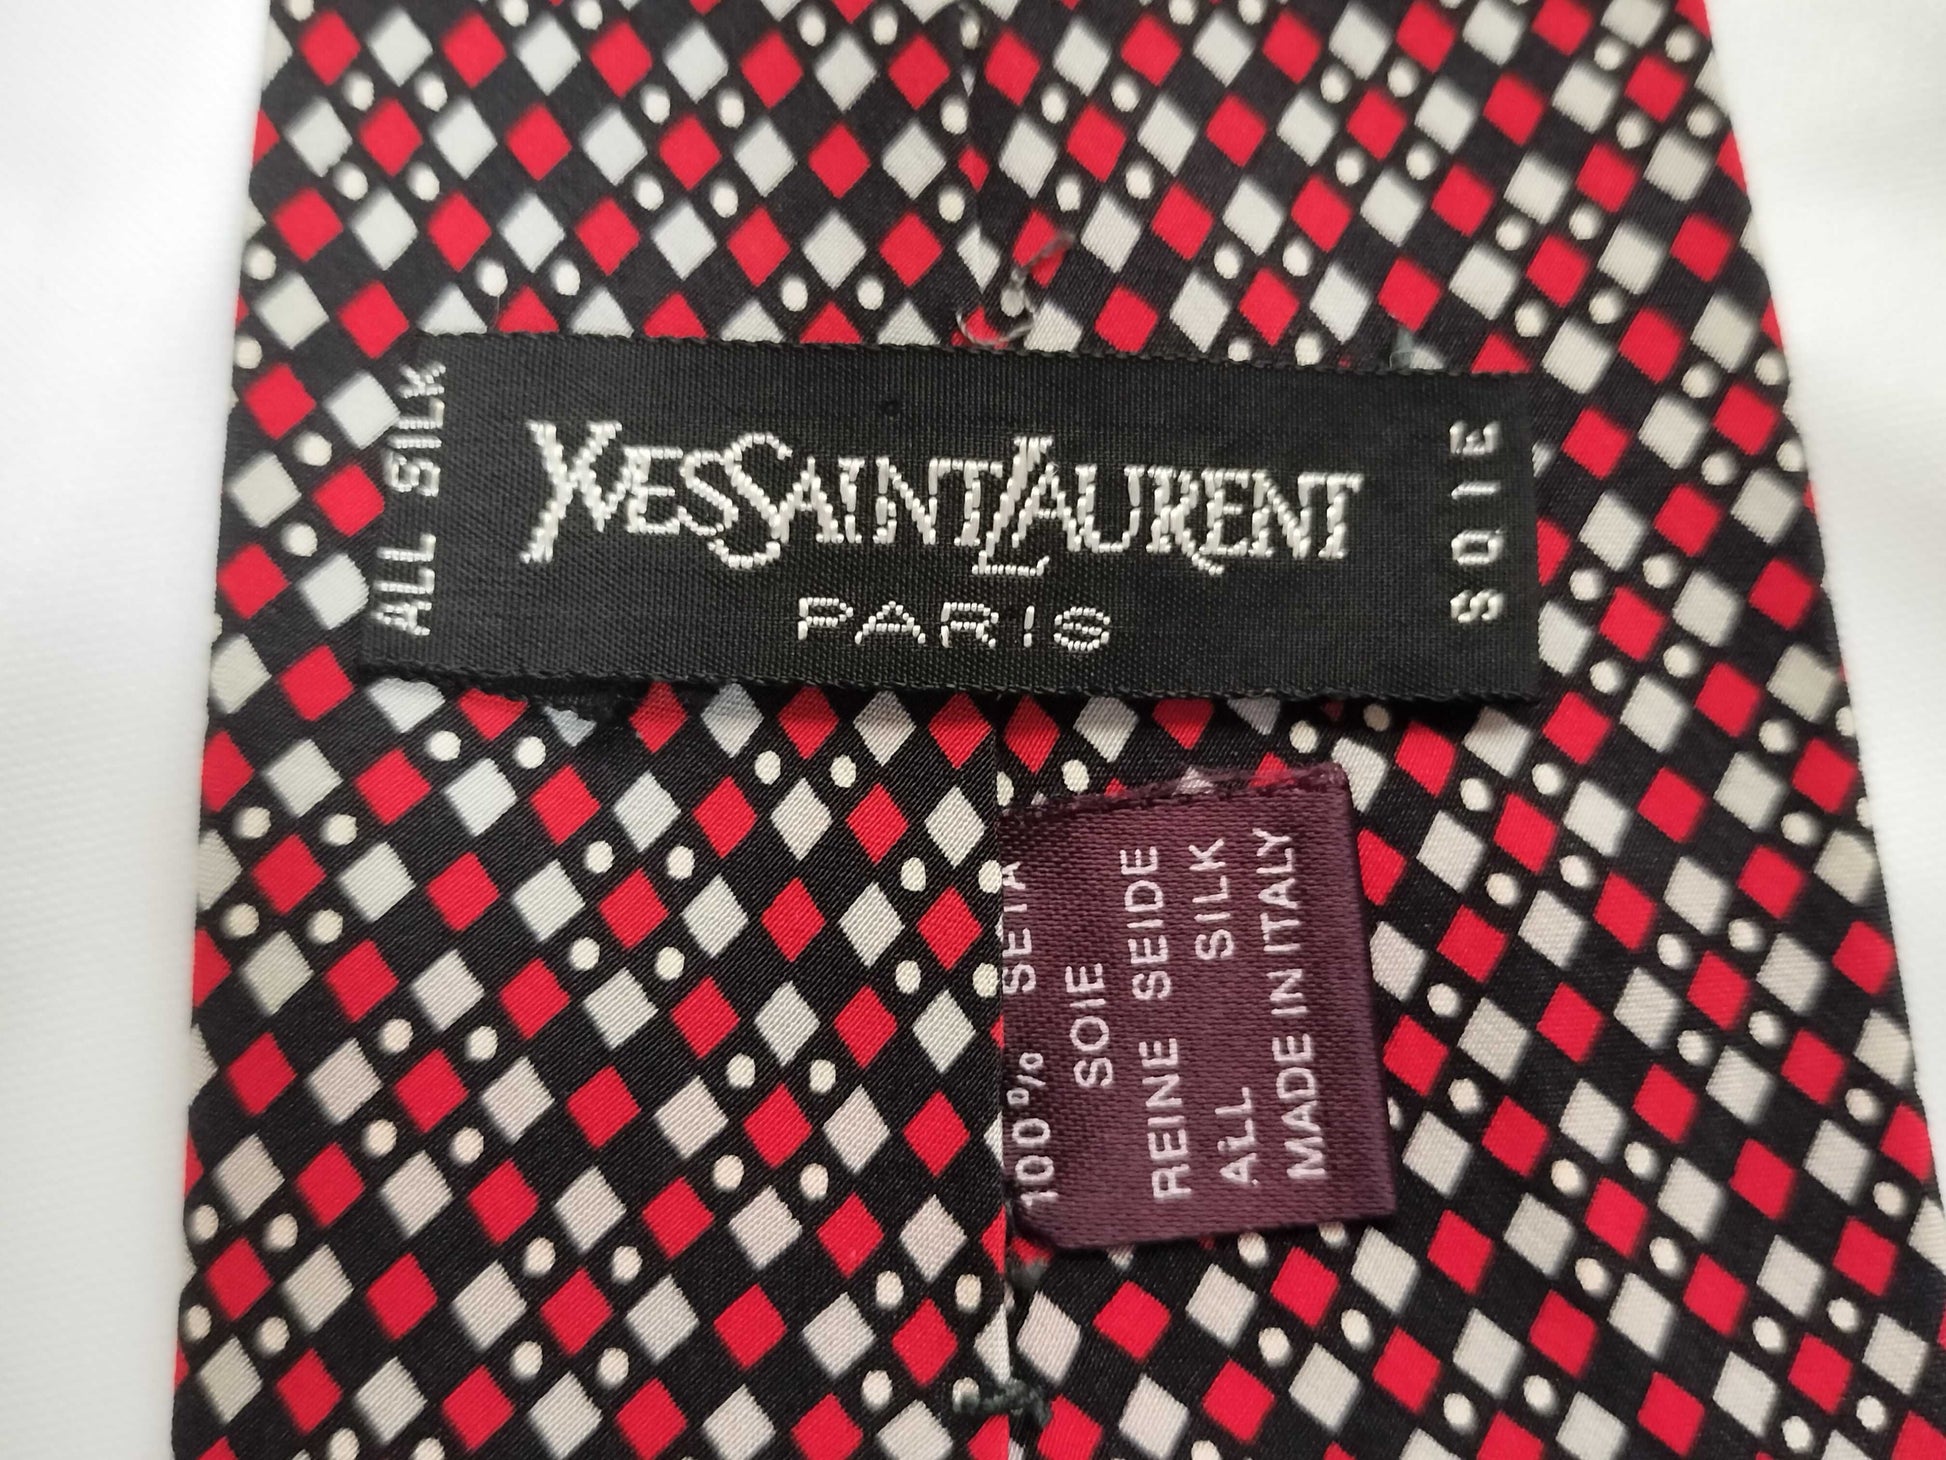 ALL SILK
YVESSAINTLAURENT
PARIS
SOIE
100% SETA
SOIE
REINE SEIDE
ALL SILK
MADE IN ITALY